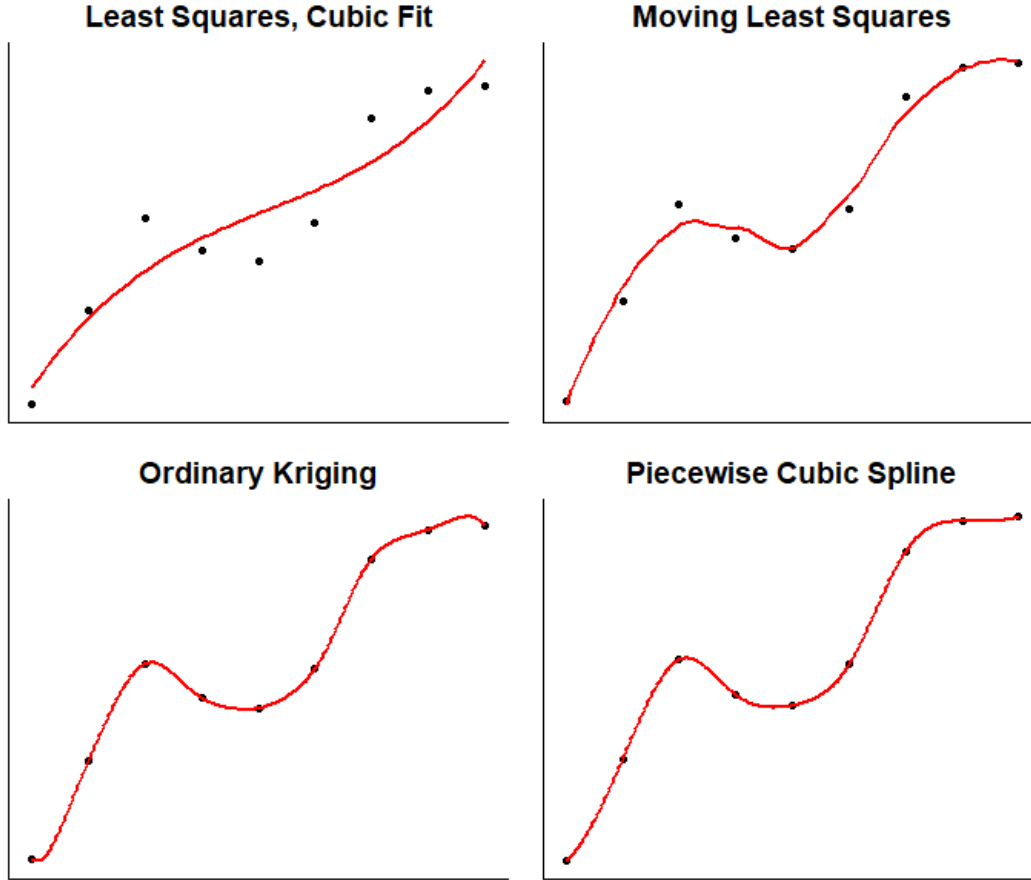 Least Squares, Cubic Fit
Moving Least Squares
Ordinary Kriging
Piecewise Cubic Spline